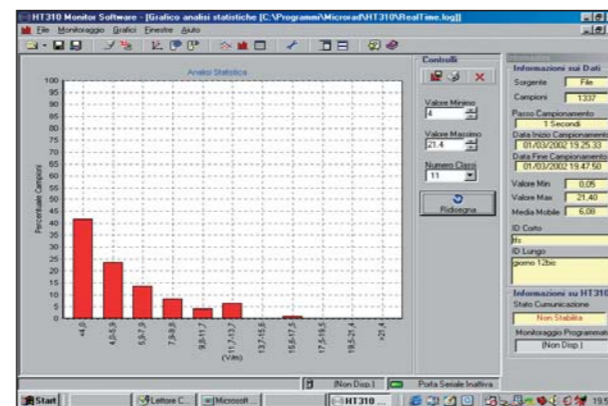 HT310 Monitor Software - [Grafico analisi statistiche [C:\Programmi\Microrad\HT310\RealTime.log]]
File Monitoraggio Grafici Finestre Aiuto
Analisi Statistica
Percentuale Campioni
100
95
90
85
80
75
70
65
60
55
50
45
40
35
30
25
20
15
10
5
0
<4,0
4,0-5,9
5,9-7,9
7,9-9,8
9,8-11,7
11,7-13,7
13,7-15,6
15,6-17,5
17,5-19,5
19,5-21,4
>21,4
(V/m)
Controlli
Valore Minimo
4
Valore Massimo
21.4
Numero Classi
11
Ridisegna
Informazioni sui Dati
Sorgente File
Campioni 1337
Passo Campionamento
1 Secondi
Data Inizio Campionamento
01/03/2002 19.25.33
Data Fine Campionamento
01/03/2002 19.47.50
Valore Min 0,05
Valore Max 21,40
Media Mobile 6,08
ID Corto
ID Lungo
giorno 12bis
Informazioni su HT310
Stato Comunicazione
Non Stabilita
Monitoraggio Programmato
(Non Disp.)
(Non Disp.) Porta Seriale Inattiva
Start Lettore C... Microsoft ... HT310 ...